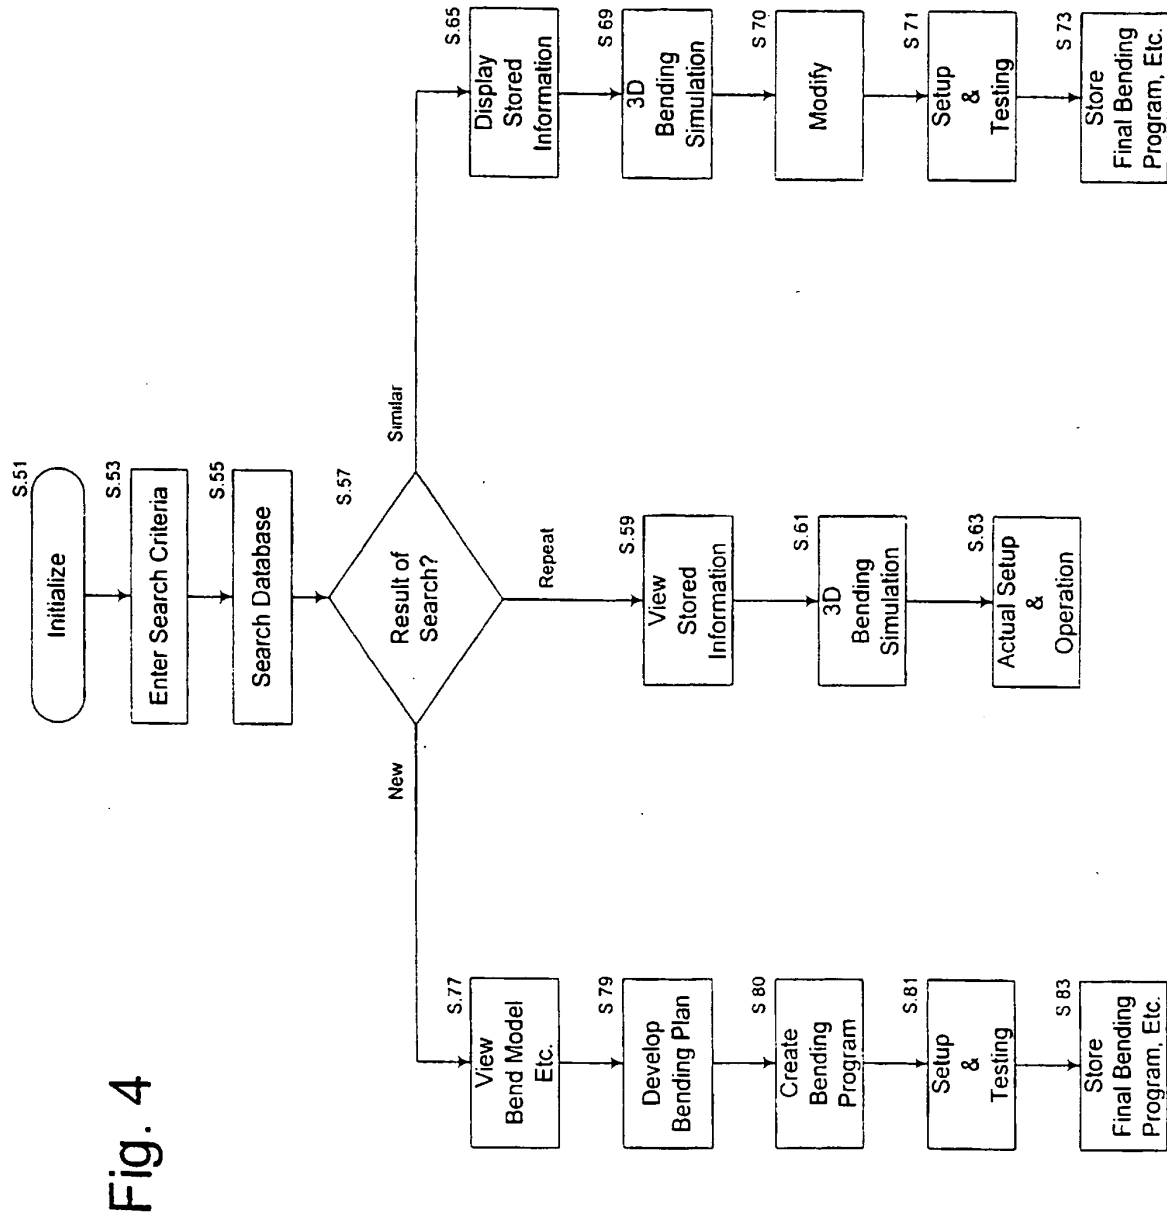 Fig. 4
S.51
Initialize
S.53
Enter Search Criteria
S.55
Search Database
S.57
Result of
Search?
New
Repeat
Similar
S.77
View
Bend Model
Etc.
S 79
Develop
Bending Plan
S 80
Create
Bending
Program
S.81
Setup
&
Testing
S 83
Store
Final Bending
Program, Etc.
S.59
View
Stored
Information
S.61
3D
Bending
Simulation
S.63
Actual Setup
&
Operation
S.65
Display
Stored
Information
S 69
3D
Bending
Simulation
S 70
Modify
S 71
Setup
&
Testing
S 73
Store
Final Bending
Program, Etc.